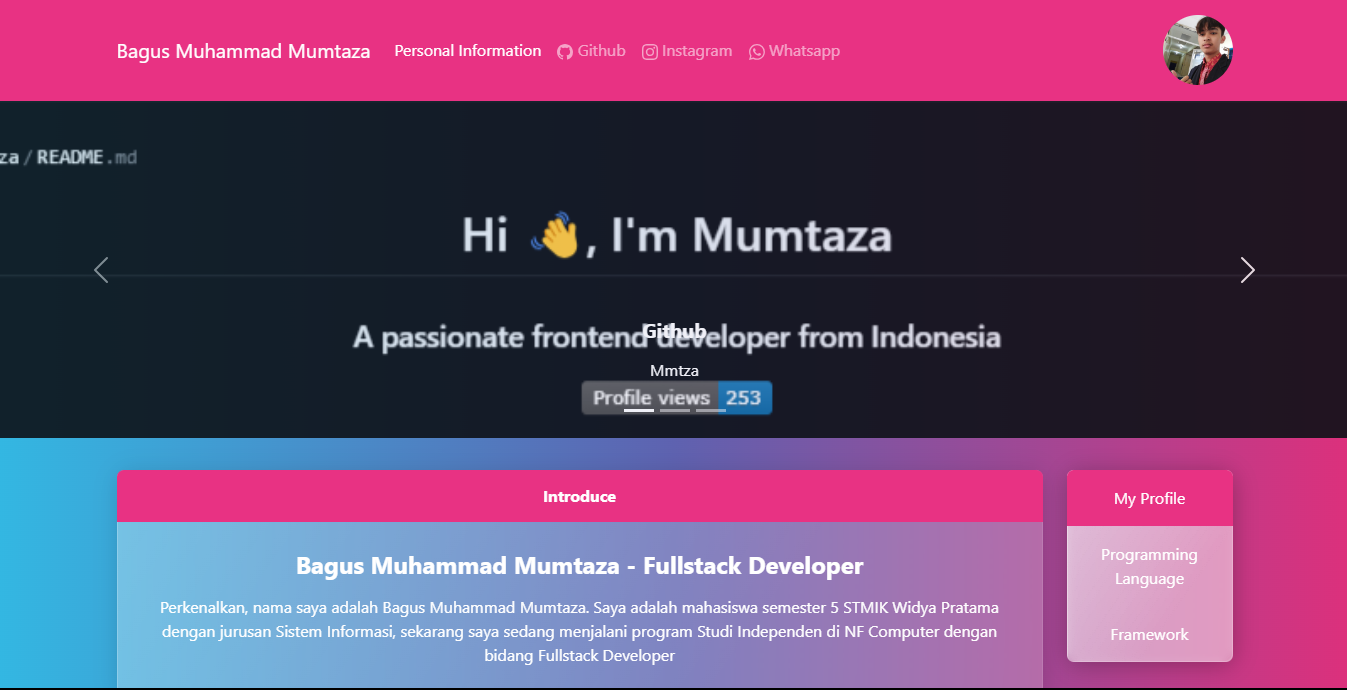 Bagus Muhammad Mumtaza Personal Information Github Instagram Whatsapp
za/README.md
Hi 👋, I'm Mumtaza
Github
A passionate frontend developer from Indonesia
Mmtza
Profile views 253
Introduce
Bagus Muhammad Mumtaza - Fullstack Developer
Perkenalkan, nama saya adalah Bagus Muhammad Mumtaza. Saya adalah mahasiswa semester 5 STMIK Widya Pratama
dengan jurusan Sistem Informasi, sekarang saya sedang menjalani program Studi Independen di NF Computer dengan
bidang Fullstack Developer
My Profile
Programming
Language
Framework